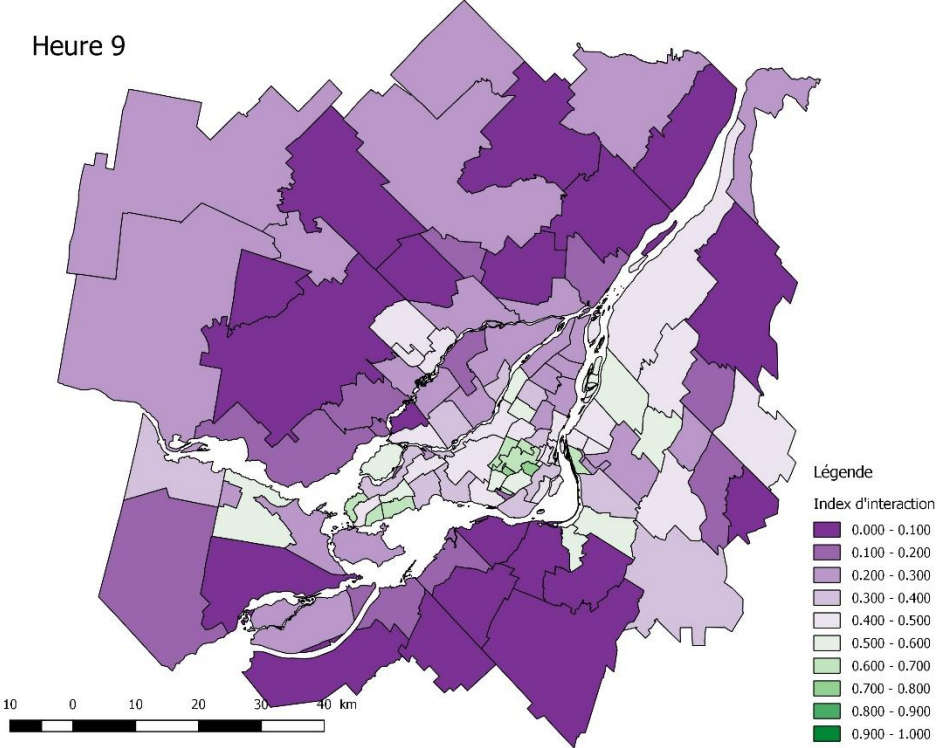 Heure 9
Légende
Index d'interaction
0.000 - 0.100
0.100 - 0.200
0.200 - 0.300
0.300 - 0.400
0.400 - 0.500
0.500 - 0.600
0.600 - 0.700
0.700 - 0.800
0.800 - 0.900
0.900 - 1.000
10 0 10 20 30 40 km